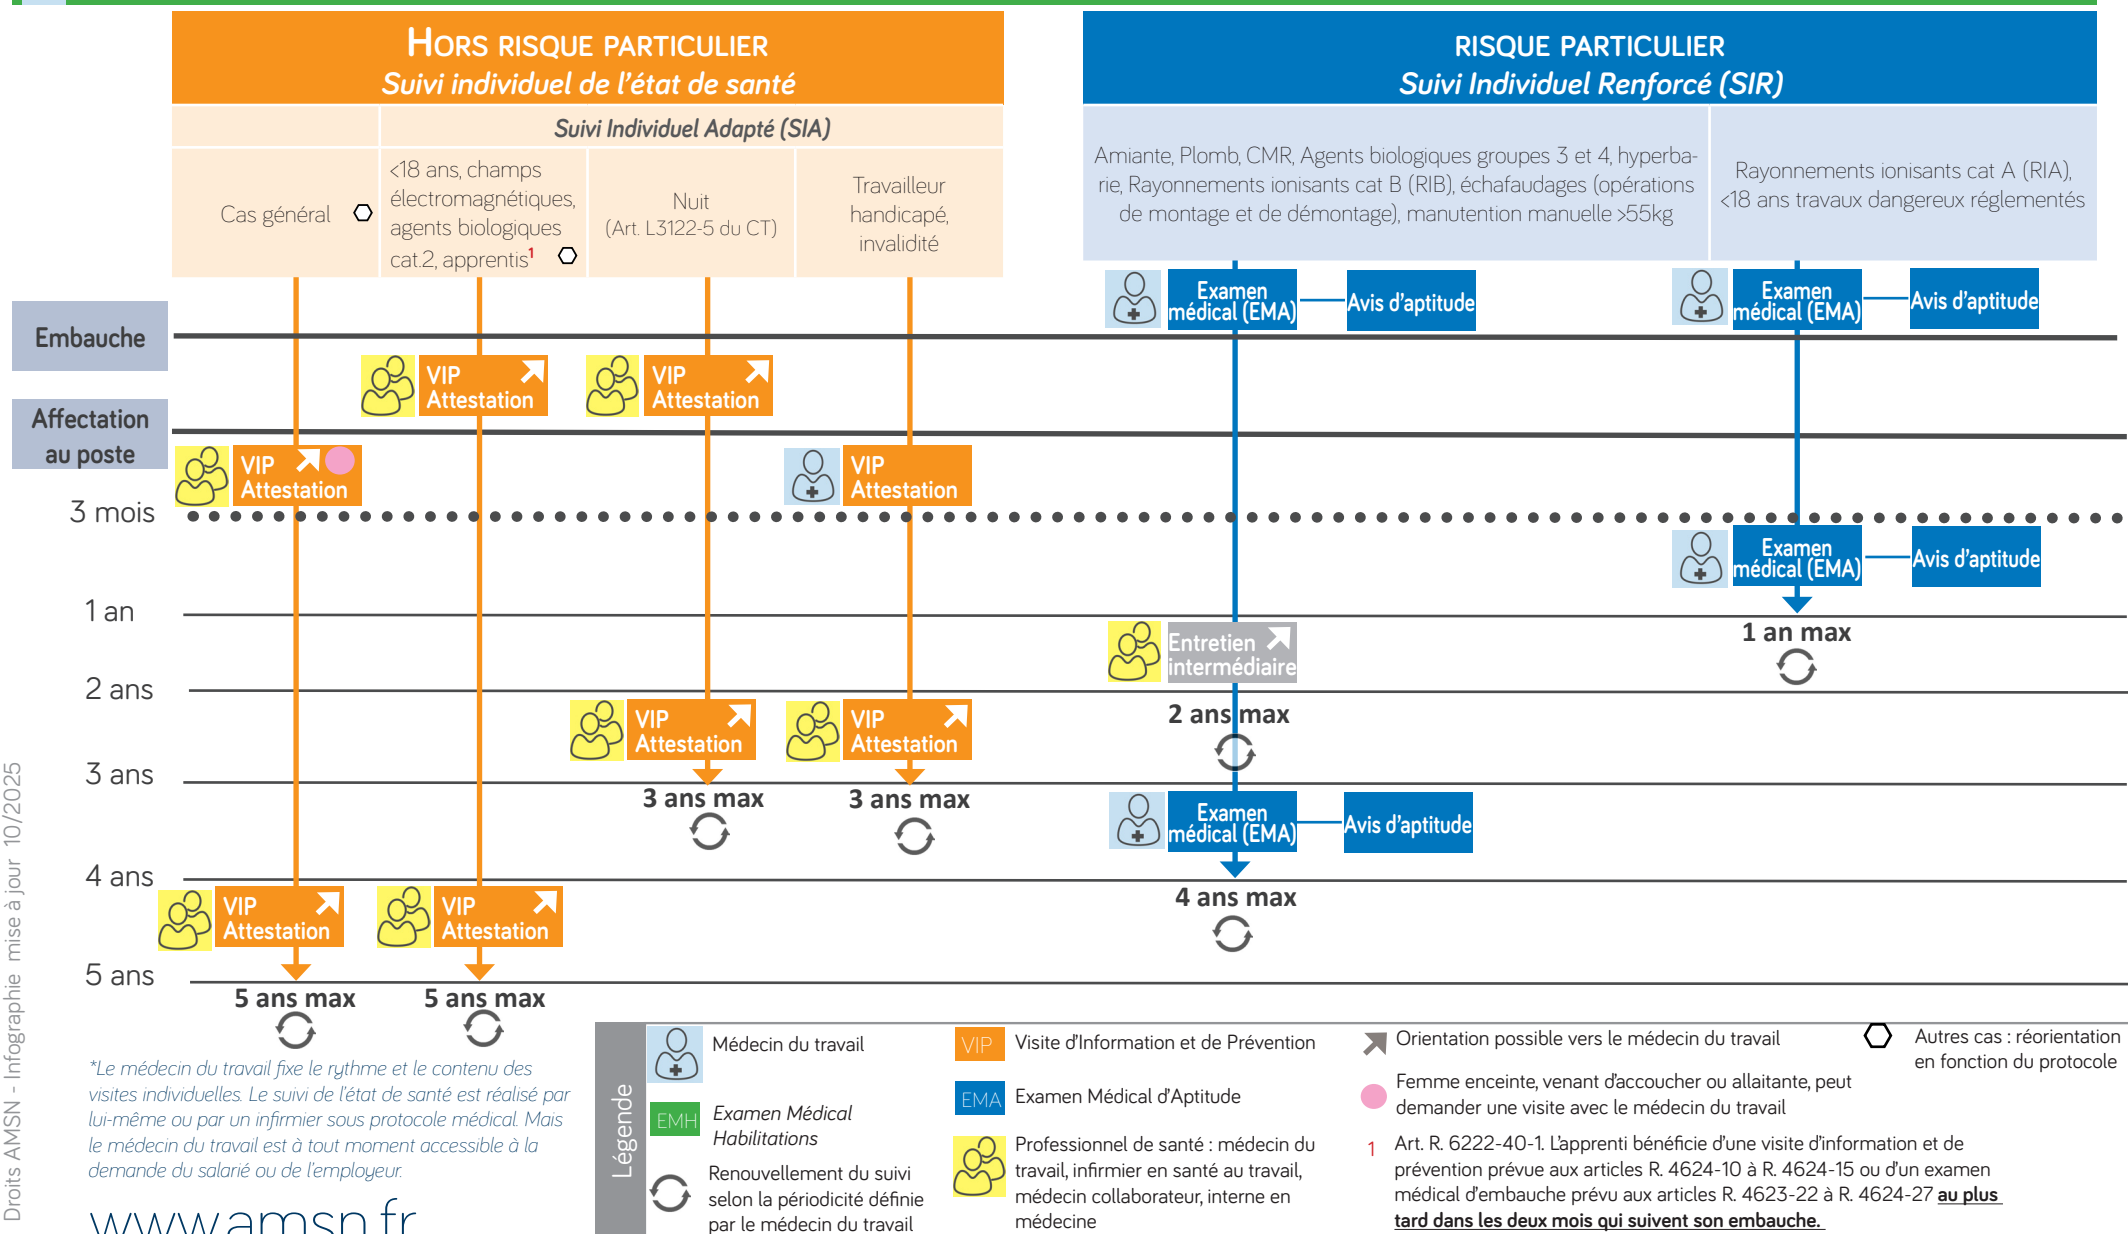 HORS RISQUE PARTICULIER
Suivi individuel de l'état de santé
RISQUE PARTICULIER
Suivi Individuel Renforcé (SIR)
Suivi Individuel Adapté (SIA)
Cas général
<18 ans, champs
électromagnétiques,
agents biologiques
cat.2, apprentis¹
Nuit
(Art. L3122-5 du CT)
Travailleur
handicapé,
invalidité
Amiante, Plomb, CMR, Agents biologiques groupes 3 et 4, hyperba-
rie, Rayonnements ionisants cat B (RIB), échafaudages (opérations
de montage et de démontage), manutention manuelle >55kg
Rayonnements ionisants cat A (RIA),
<18 ans travaux dangereux réglementés
Examen
médical (EMA)
Avis d'aptitude
Examen
médical (EMA)
Avis d'aptitude
Embauche
VIP
Attestation
VIP
Attestation
Affectation
au poste
VIP
Attestation
VIP
Attestation
3 mois
Examen
médical (EMA)
Avis d'aptitude
1 an
1 an max
Entretien
intermédiaire
2 ans
2 ans max
VIP
Attestation
VIP
Attestation
3 ans
3 ans max
3 ans max
Examen
médical (EMA)
Avis d'aptitude
4 ans
4 ans max
VIP
Attestation
VIP
Attestation
5 ans
5 ans max
5 ans max
*Le médecin du travail fixe le rythme et le contenu des
visites individuelles. Le suivi de l'état de santé est réalisé par
lui-même ou par un infirmier sous protocole médical. Mais
le médecin du travail est à tout moment accessible à la
demande du salarié ou de l'employeur.
www.amsn.fr
Droits AMSN - Infographie mise à jour 10/2025
Légende
Médecin du travail
EMH
Examen Médical
Habilitations
Renouvellement du suivi
selon la périodicité définie
par le médecin du travail
VIP
Visite d'Information et de Prévention
EMA
Examen Médical d'Aptitude
Professionnel de santé : médecin du
travail, infirmier en santé au travail,
médecin collaborateur, interne en
médecine
Orientation possible vers le médecin du travail
Femme enceinte, venant d'accoucher ou allaitante, peut
demander une visite avec le médecin du travail
1 Art. R. 6222-40-1. L'apprenti bénéficie d'une visite d'information et de
prévention prévue aux articles R. 4624-10 à R. 4624-15 ou d'un examen
médical d'embauche prévu aux articles R. 4623-22 à R. 4624-27 au plus
tard dans les deux mois qui suivent son embauche.
Autres cas : réorientation
en fonction du protocole